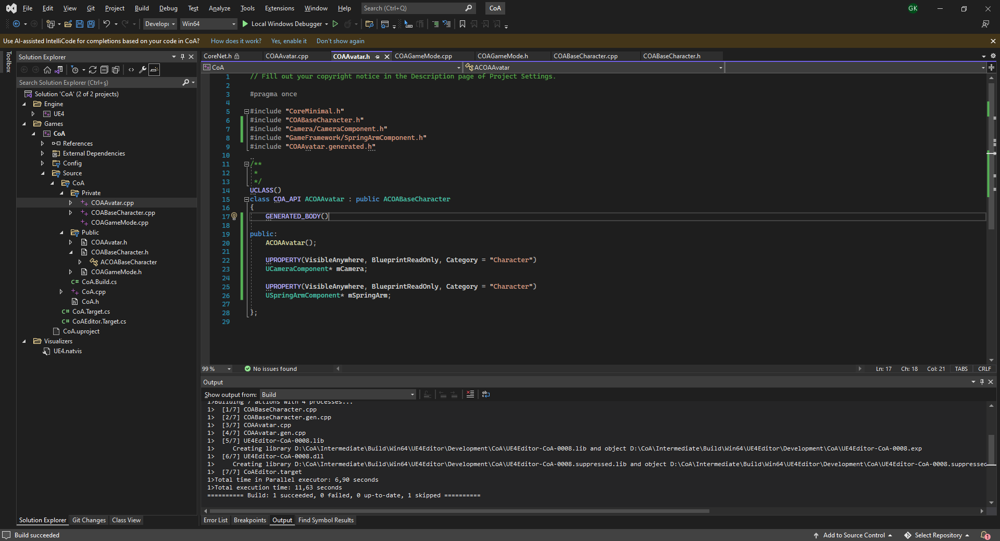 File Edit View Git Project Build Debug Test Analyze Tools Extensions Window Help Search (Ctrl+Q) CoA GK
Develop Win64 Local Windows Debugger
Use AI-assisted IntelliCode for completions based on your code in CoA? How does it work? Yes, enable it Don't show again
Toolbox
Solution Explorer
Search Solution Explorer (Ctrl+ş)
Solution 'CoA' (2 of 2 projects)
Engine
UE4
Games
CoA
References
External Dependencies
Config
Source
CoA
Private
COAAvatar.cpp
COABaseCharacter.cpp
COAGameMode.cpp
Public
COAAvatar.h
COABaseCharacter.h
ACOABaseCharacter
COAGameMode.h
CoA.Build.cs
CoA.cpp
CoA.h
CoA.Target.cs
CoAEditor.Target.cs
CoA.uproject
Visualizers
UE4.natvis
Solution Explorer Git Changes Class View
CoreNet.h COAAvatar.cpp COAAvatar.h COAGameMode.cpp COAGameMode.h COABaseCharacter.cpp COABaseCharacter.h
CoA ACOAAvatar
1 // Fill out your copyright notice in the Description page of Project Settings.
2
3 #pragma once
4
5 #include "CoreMinimal.h"
6 #include "COABaseCharacter.h"
7 #include "Camera/CameraComponent.h"
8 #include "GameFramework/SpringArmComponent.h"
9 #include "COAAvatar.generated.h"
10
11 /**
12 *
13 */
14 UCLASS()
15 class COA_API ACOAAvatar : public ACOABaseCharacter
16 {
17 GENERATED_BODY()
18
19 public:
20 ACOAAvatar();
21
22 UPROPERTY(VisibleAnywhere, BlueprintReadOnly, Category = "Character")
23 UCameraComponent* mCamera;
24
25 UPROPERTY(VisibleAnywhere, BlueprintReadOnly, Category = "Character")
26 USpringArmComponent* mSpringArm;
27
28 };
29
99 % No issues found Ln: 17 Ch: 18 Col: 21 TABS CRLF
Output
Show output from: Build
1>Building 7 actions with 4 processes...
1> [1/7] COABaseCharacter.cpp
1> [2/7] COABaseCharacter.gen.cpp
1> [3/7] COAAvatar.cpp
1> [4/7] COAAvatar.gen.cpp
1> [5/7] UE4Editor-CoA-0008.lib
1> Creating library D:\CoA\Intermediate\Build\Win64\UE4Editor\Development\CoA\UE4Editor-CoA-0008.lib and object D:\CoA\Intermediate\Build\Win64\UE4Editor\Development\CoA\UE4Editor-CoA-0008.exp
1> [6/7] UE4Editor-CoA-0008.dll
1> Creating library D:\CoA\Intermediate\Build\Win64\UE4Editor\Development\CoA\UE4Editor-CoA-0008.suppressed.lib and object D:\CoA\Intermediate\Build\Win64\UE4Editor\Development\CoA\UE4Editor-CoA-0008.suppressed
1> [7/7] CoAEditor.target
1>Total time in Parallel executor: 6,90 seconds
1>Total execution time: 11,63 seconds
========== Build: 1 succeeded, 0 failed, 0 up-to-date, 1 skipped ==========
Error List Breakpoints Output Find Symbol Results
Build succeeded Add to Source Control Select Repository 1